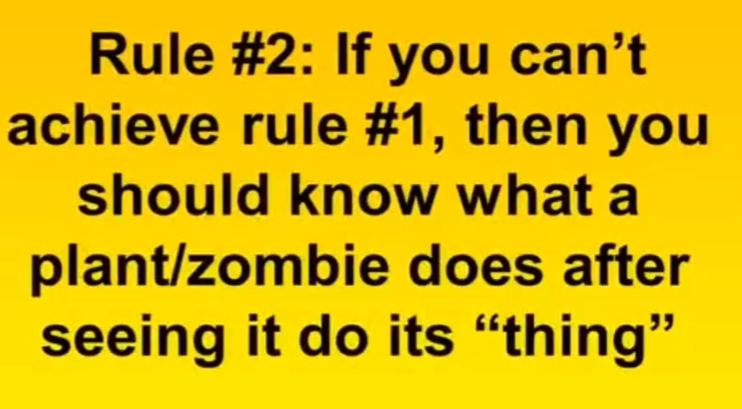 Rule #2: If you can't
achieve rule #1, then you
should know what a
plant/zombie does after
seeing it do its “thing”